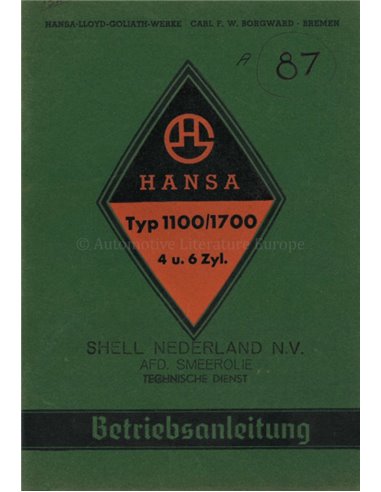 HANSA-LLOYD-GOLIATH-WERKE · CARL F. W. BORGWARD - BREMEN
A 87
HANSA
Typ 1100/1700
© Automotive Literature Europe
4 u. 6 Zyl.
SHELL NEDERLAND N.V.
AFD. SMEEROLIE
TECHNISCHE DIENST
Betriebsanleitung